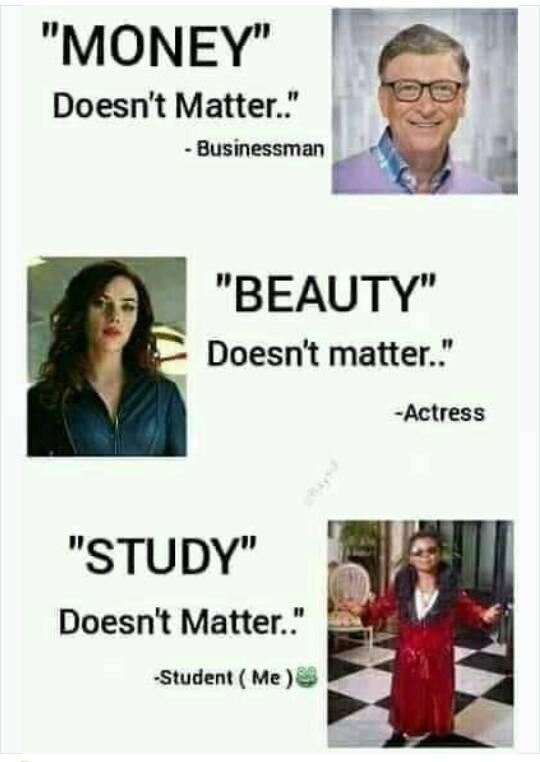 "MONEY"
Doesn't Matter.."
- Businessman
"BEAUTY"
Doesn't matter.."
-Actress
"STUDY"
Doesn't Matter.."
-Student ( Me )🐸